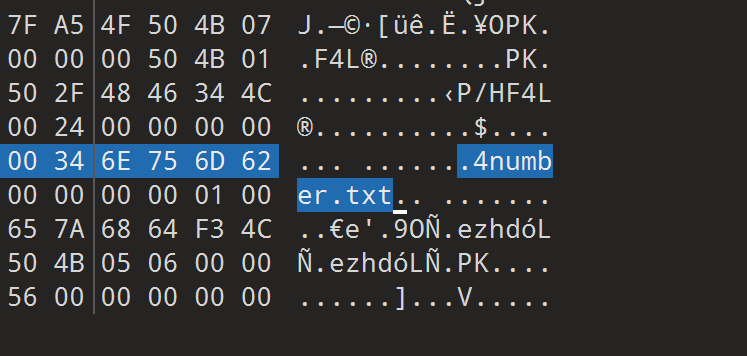 7F A5 4F 50 4B 07 J.—©·[üê.Ë.¥OPK.
00 00 00 50 4B 01 .F4L®........PK.
50 2F 48 46 34 4C .........‹P/HF4L
00 24 00 00 00 00 ®..........$....
00 34 6E 75 6D 62 ... .......4numb
00 00 00 00 01 00 er.txt.. .......
65 7A 68 64 F3 4C ..€e'.9OÑ.ezhdóL
50 4B 05 06 00 00 Ñ.ezhdóLÑ.PK....
56 00 00 00 00 00 ......]...V.....